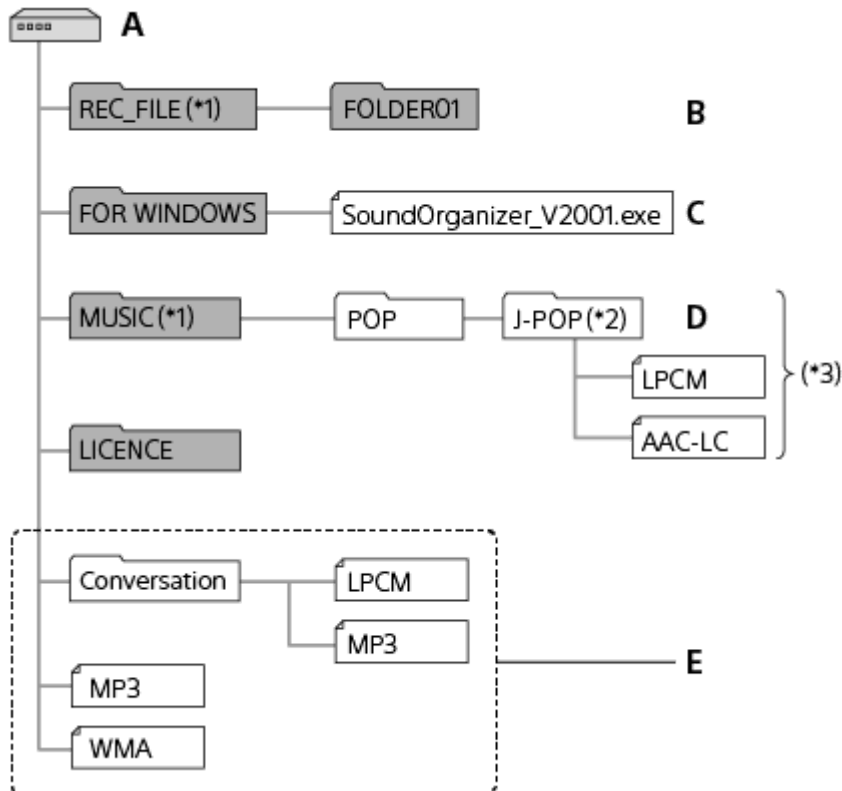 A
REC_FILE(*1) FOLDER01 B
FOR WINDOWS SoundOrganizer_V2001.exe C
MUSIC(*1) POP J-POP(*2) D
LPCM (*3)
AAC-LC
LICENCE
Conversation LPCM
MP3
E
MP3
WMA